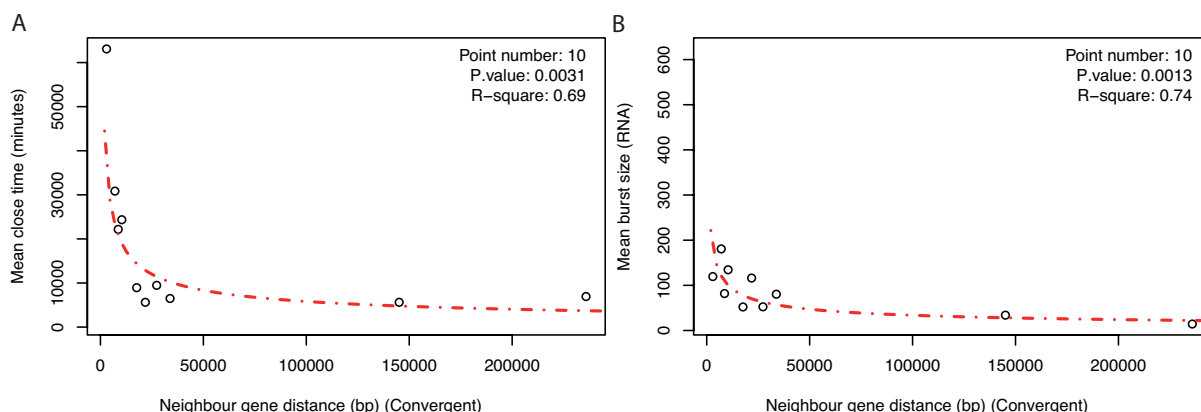 A
Point number: 10
P.value: 0.0031
R−square: 0.69
Mean close time (minutes)
50000
30000
10000
0
0 50000 100000 150000 200000
Neighbour gene distance (bp) (Convergent)
B
Point number: 10
P.value: 0.0013
R−square: 0.74
Mean burst size (RNA)
600
500
400
300
200
100
0
0 50000 100000 150000 200000
Neighbour gene distance (bp) (Convergent)